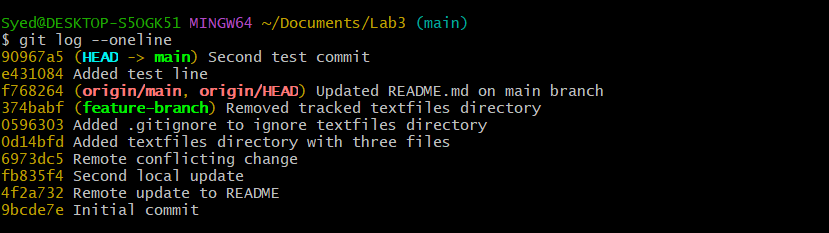 Syed@DESKTOP-S5OGK51 MINGW64 ~/Documents/Lab3 (main)
$ git log --oneline
90967a5 (HEAD -> main) Second test commit
e431084 Added test line
f768264 (origin/main, origin/HEAD) Updated README.md on main branch
374babf (feature-branch) Removed tracked textfiles directory
0596303 Added .gitignore to ignore textfiles directory
0d14bfd Added textfiles directory with three files
6973dc5 Remote conflicting change
fb835f4 Second local update
4f2a732 Remote update to README
9bcde7e Initial commit